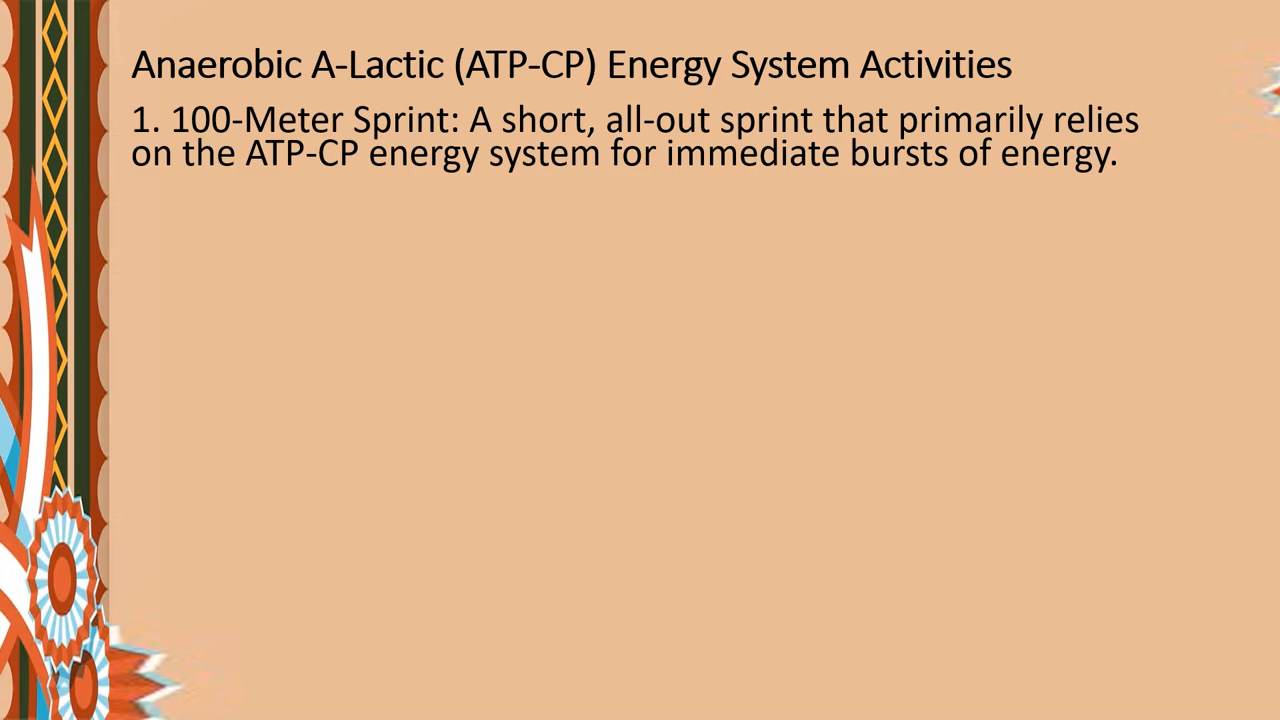 Anaerobic A-Lactic (ATP-CP) Energy System Activities
1. 100-Meter Sprint: A short, all-out sprint that primarily relies
on the ATP-CP energy system for immediate bursts of energy.